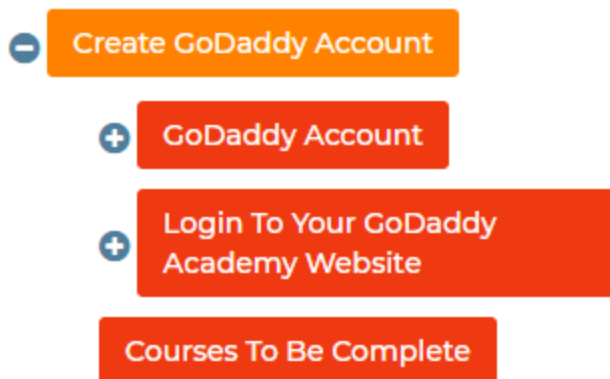 Create GoDaddy Account
GoDaddy Account
Login To Your GoDaddy
Academy Website
Courses To Be Complete